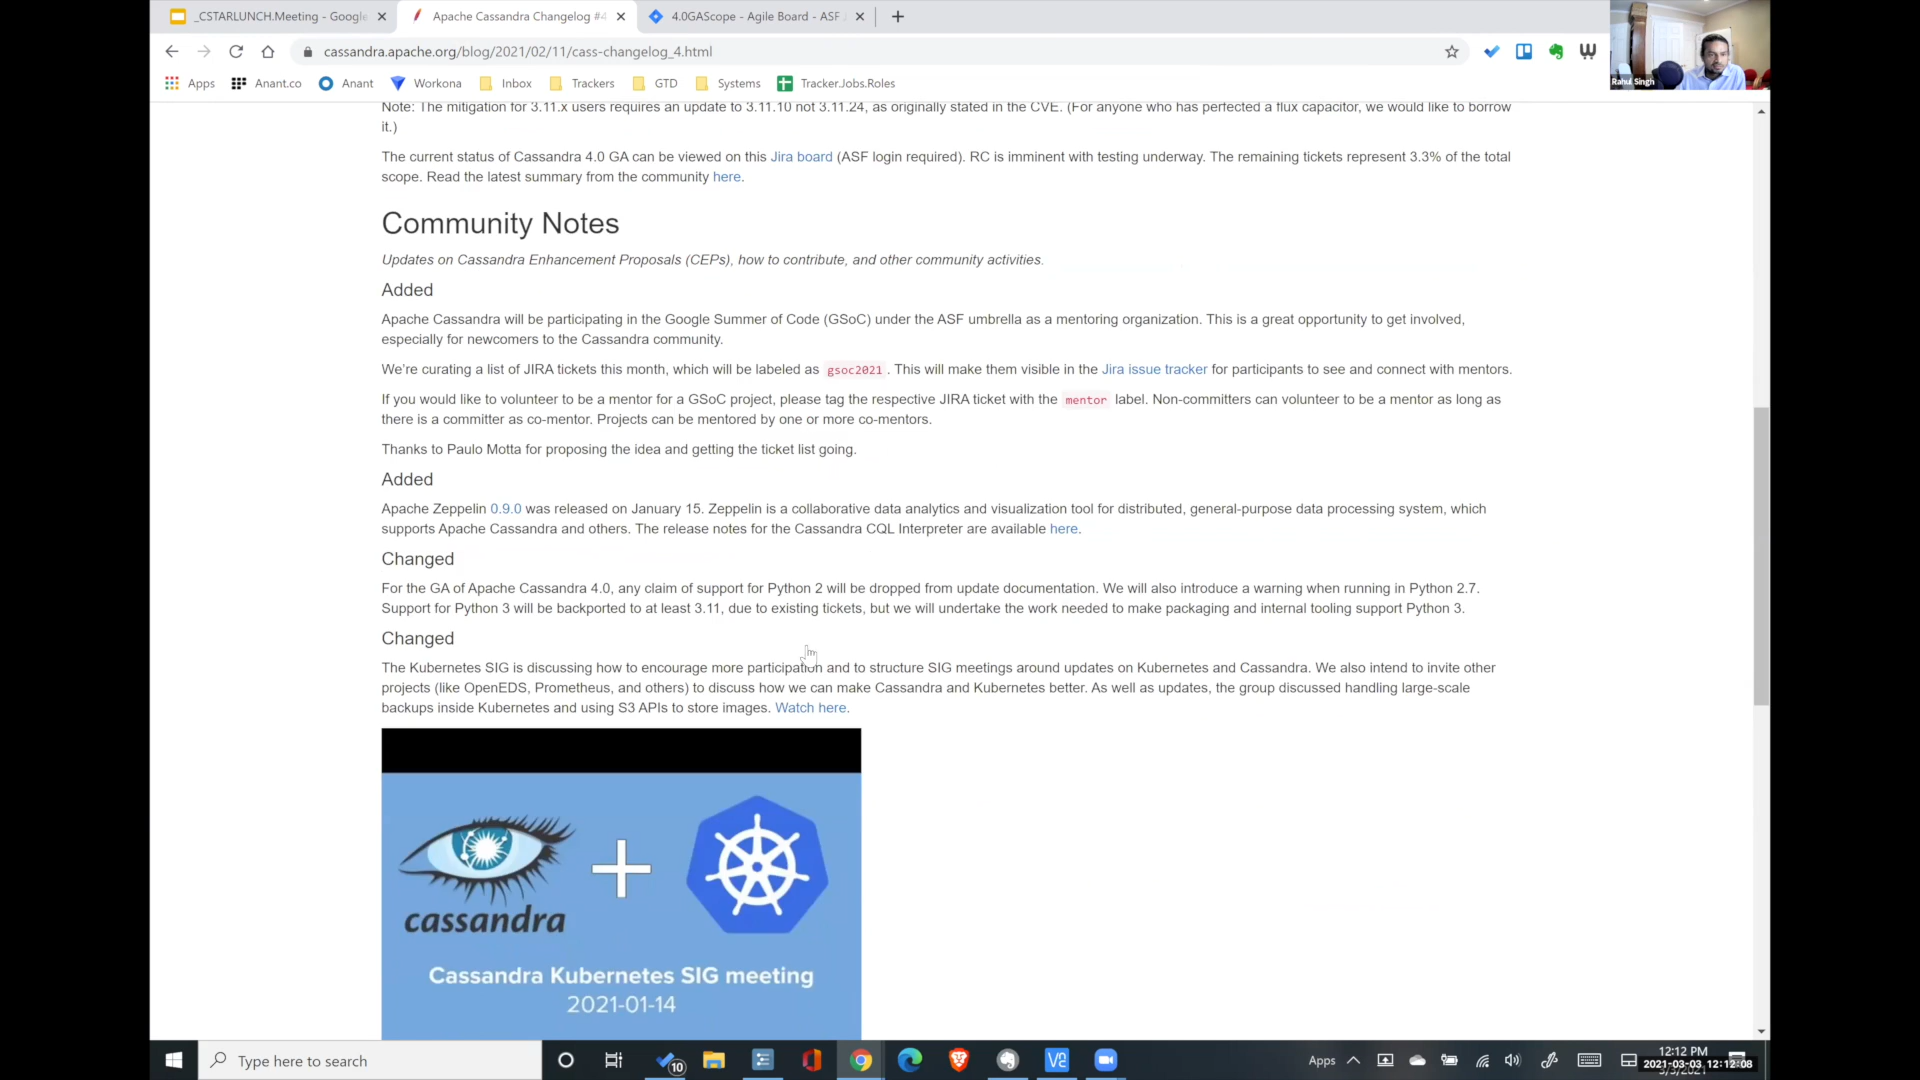 _CSTARLUNCH.Meeting - Google
Apache Cassandra Changelog #4
4.0GAScope - Agile Board - ASF
cassandra.apache.org/blog/2021/02/11/cass-changelog_4.html
Rahul Singh
Apps
Anant.co
Anant
Workona
Inbox
Trackers
GTD
Systems
Tracker.Jobs.Roles
Note: The mitigation for 3.11.x users requires an update to 3.11.10 not 3.11.24, as originally stated in the CVE. (For anyone who has perfected a flux capacitor, we would like to borrow
it.)
The current status of Cassandra 4.0 GA can be viewed on this Jira board (ASF login required). RC is imminent with testing underway. The remaining tickets represent 3.3% of the total
scope. Read the latest summary from the community here.
Community Notes
Updates on Cassandra Enhancement Proposals (CEPs), how to contribute, and other community activities.
Added
Apache Cassandra will be participating in the Google Summer of Code (GSoC) under the ASF umbrella as a mentoring organization. This is a great opportunity to get involved,
especially for newcomers to the Cassandra community.
We're curating a list of JIRA tickets this month, which will be labeled as gsoc2021 . This will make them visible in the Jira issue tracker for participants to see and connect with mentors.
If you would like to volunteer to be a mentor for a GSoC project, please tag the respective JIRA ticket with the mentor label. Non-committers can volunteer to be a mentor as long as
there is a committer as co-mentor. Projects can be mentored by one or more co-mentors.
Thanks to Paulo Motta for proposing the idea and getting the ticket list going.
Added
Apache Zeppelin 0.9.0 was released on January 15. Zeppelin is a collaborative data analytics and visualization tool for distributed, general-purpose data processing system, which
supports Apache Cassandra and others. The release notes for the Cassandra CQL Interpreter are available here.
Changed
For the GA of Apache Cassandra 4.0, any claim of support for Python 2 will be dropped from update documentation. We will also introduce a warning when running in Python 2.7.
Support for Python 3 will be backported to at least 3.11, due to existing tickets, but we will undertake the work needed to make packaging and internal tooling support Python 3.
Changed
The Kubernetes SIG is discussing how to encourage more participation and to structure SIG meetings around updates on Kubernetes and Cassandra. We also intend to invite other
projects (like OpenEDS, Prometheus, and others) to discuss how we can make Cassandra and Kubernetes better. As well as updates, the group discussed handling large-scale
backups inside Kubernetes and using S3 APIs to store images. Watch here.
cassandra
Cassandra Kubernetes SIG meeting
2021-01-14
Type here to search
10
Apps
12:12 PM
2021-03-03, 12:12:08